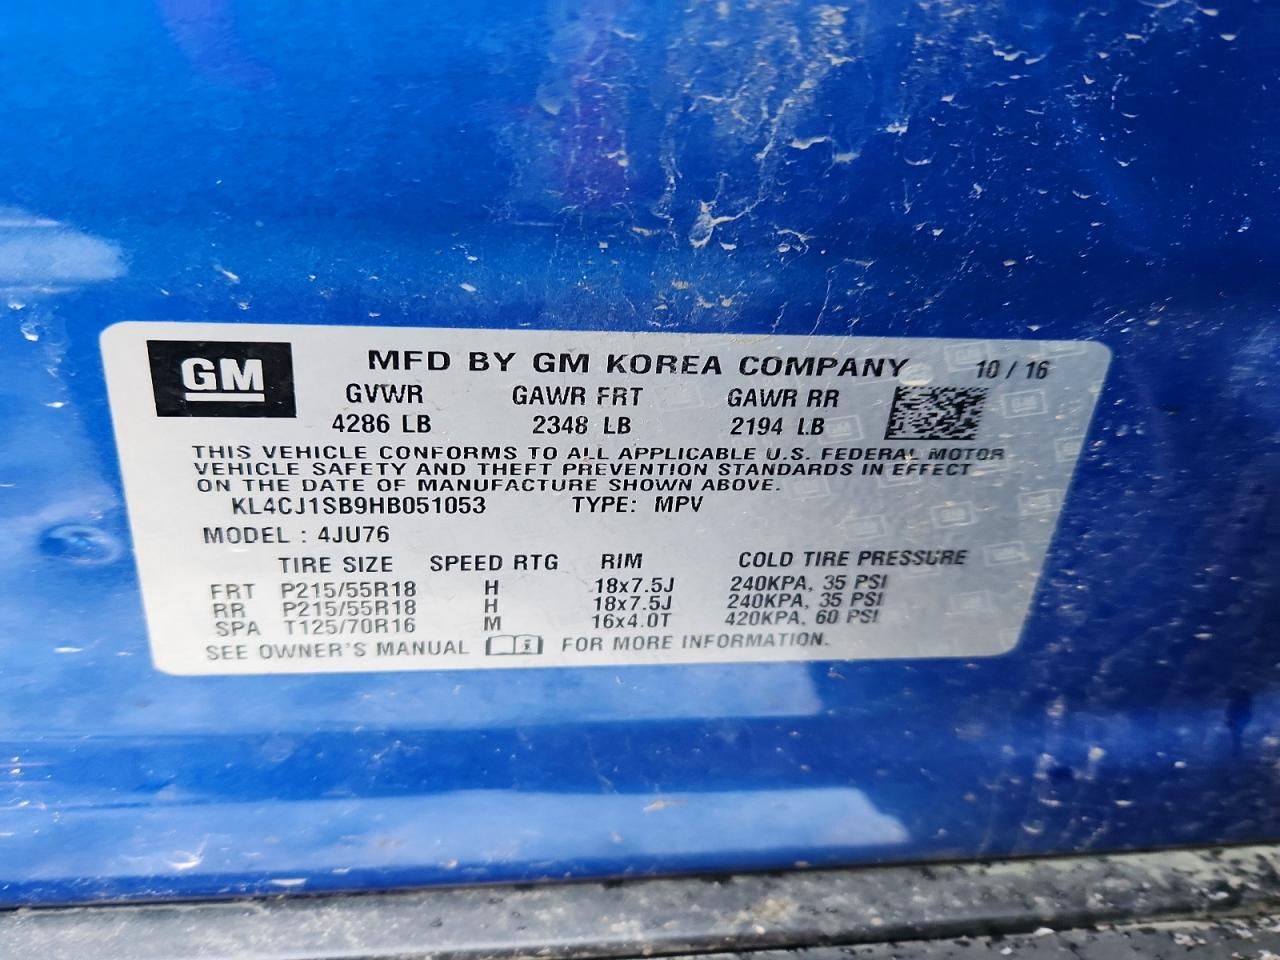 GM MFD BY GM KOREA COMPANY 10 / 16
GVWR GAWR FRT GAWR RR
4286 LB 2348 LB 2194 LB
THIS VEHICLE CONFORMS TO ALL APPLICABLE U.S. FEDERAL MOTOR
VEHICLE SAFETY AND THEFT PREVENTION STANDARDS IN EFFECT
ON THE DATE OF MANUFACTURE SHOWN ABOVE.
KL4CJ1SB9HB051053 TYPE: MPV
MODEL : 4JU76
TIRE SIZE SPEED RTG RIM COLD TIRE PRESSURE
FRT P215/55R18 H 18x7.5J 240KPA, 35 PSI
RR P215/55R18 H 18x7.5J 240KPA, 35 PSI
SPA T125/70R16 M 16x4.0T 420KPA, 60 PSI
SEE OWNER'S MANUAL FOR MORE INFORMATION.